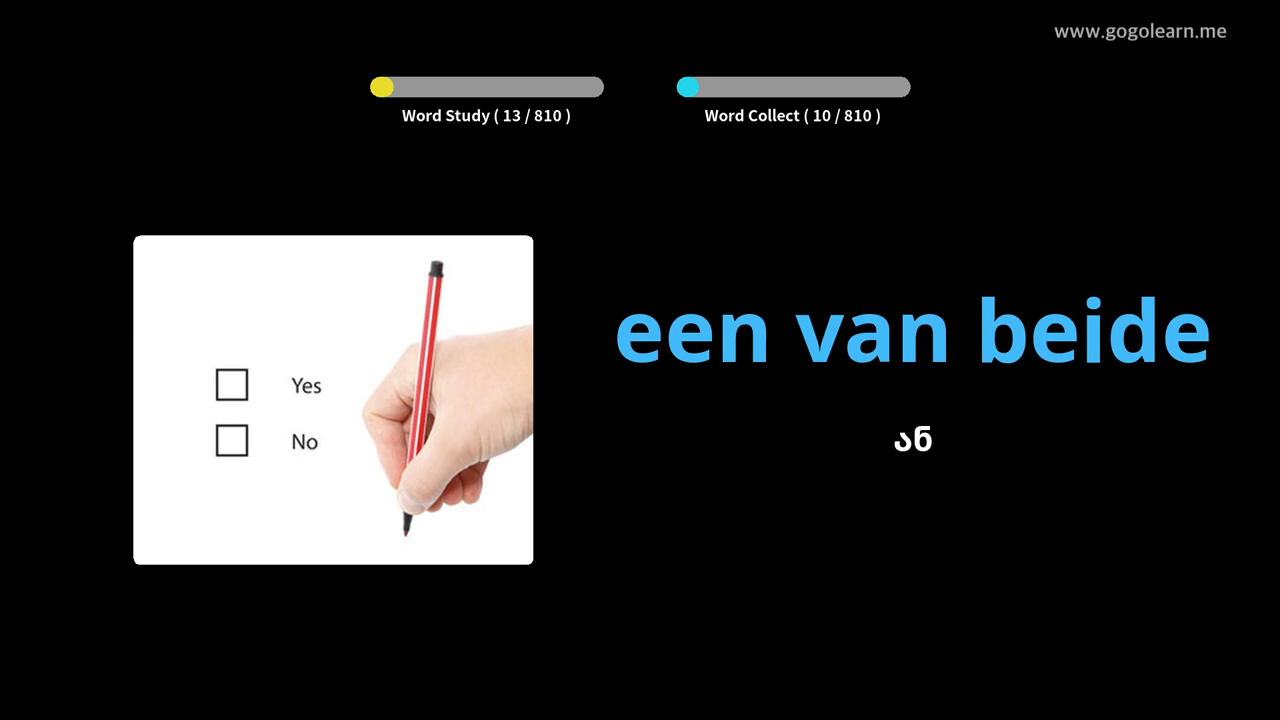 www.gogolearn.me
Word Study ( 13 / 810 )
Word Collect ( 10 / 810 )
Yes
No
een van beide
ან